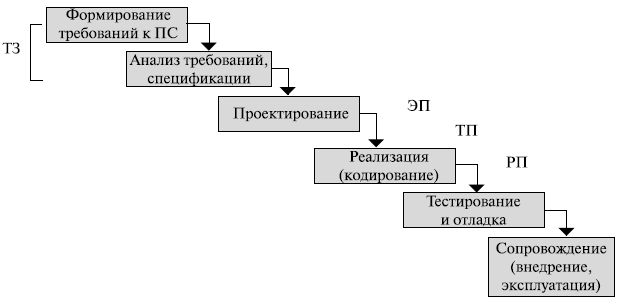 Формирование
требований к ПС
ТЗ
Анализ требований,
спецификации
Проектирование
ЭП
ТП
Реализация
(кодирование)
РП
Тестирование
и отладка
Сопровождение
(внедрение,
эксплуатация)